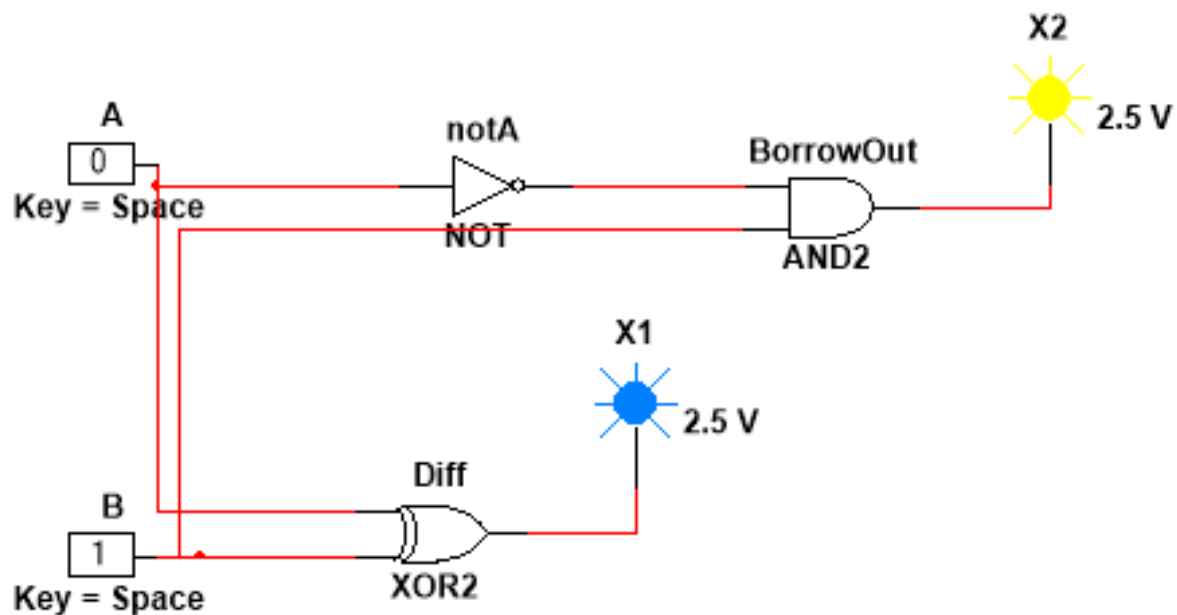 X2
2.5 V
A
0
Key = Space
notA
NOT
BorrowOut
AND2
X1
2.5 V
Diff
XOR2
B
1
Key = Space